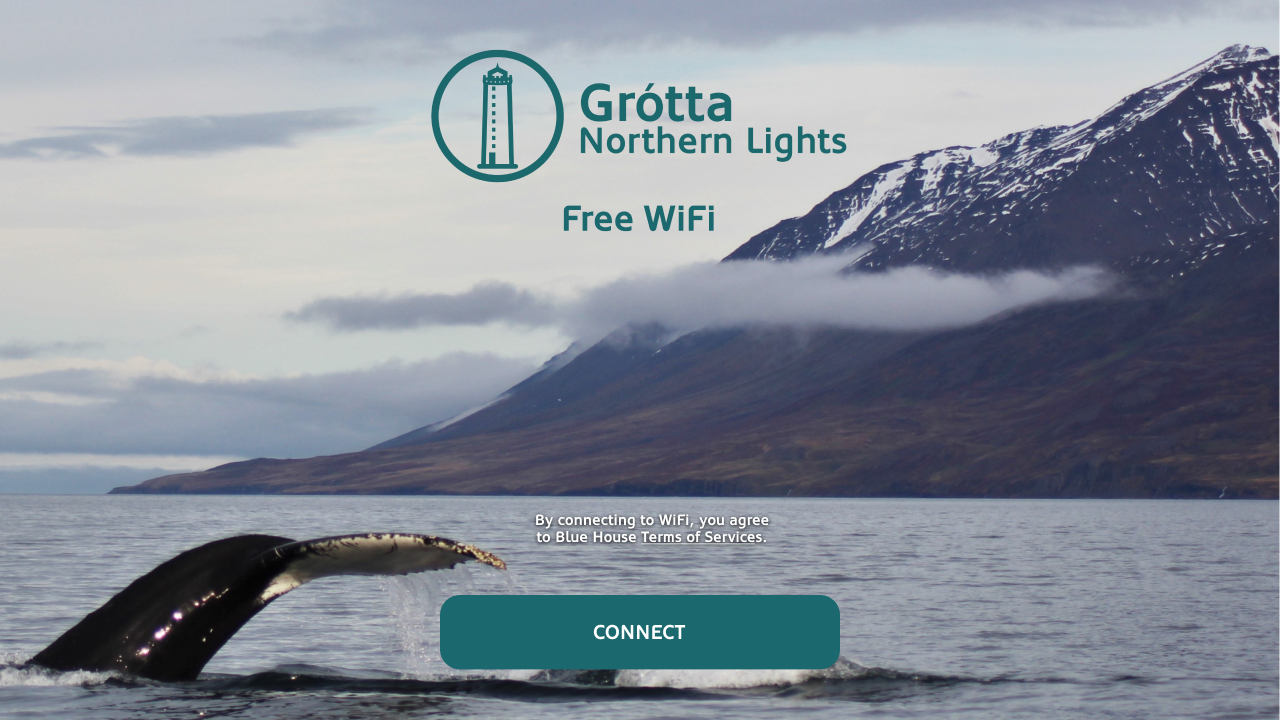 Grótta
Northern Lights
Free WiFi
By connecting to WiFi, you agree
to Blue House Terms of Services.
CONNECT